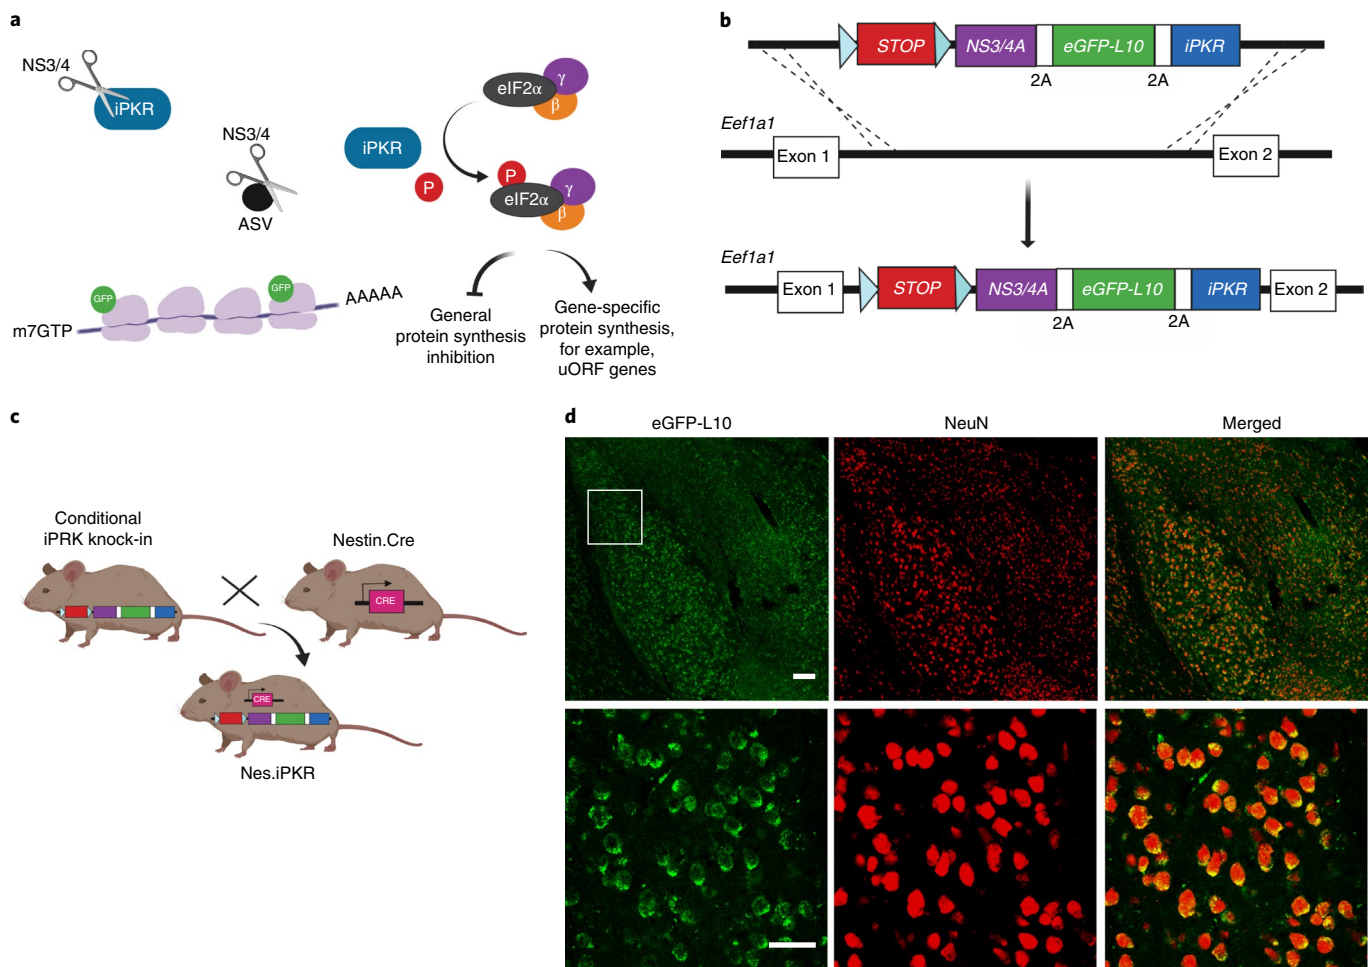 a
NS3/4
iPKR
NS3/4
ASV
iPKR
P
eIF2α
γ
β
P
eIF2α
γ
β
GFP
GFP
m7GTP
AAAAA
General
protein synthesis
inhibition
Gene-specific
protein synthesis,
for example,
uORF genes
b
STOP
NS3/4A
eGFP-L10
iPKR
2A
2A
Eef1a1
Exon 1
Exon 2
Eef1a1
Exon 1
STOP
NS3/4A
eGFP-L10
iPKR
Exon 2
2A
2A
c
Conditional
iPRK knock-in
Nestin.Cre
CRE
CRE
Nes.iPKR
d
eGFP-L10
NeuN
Merged